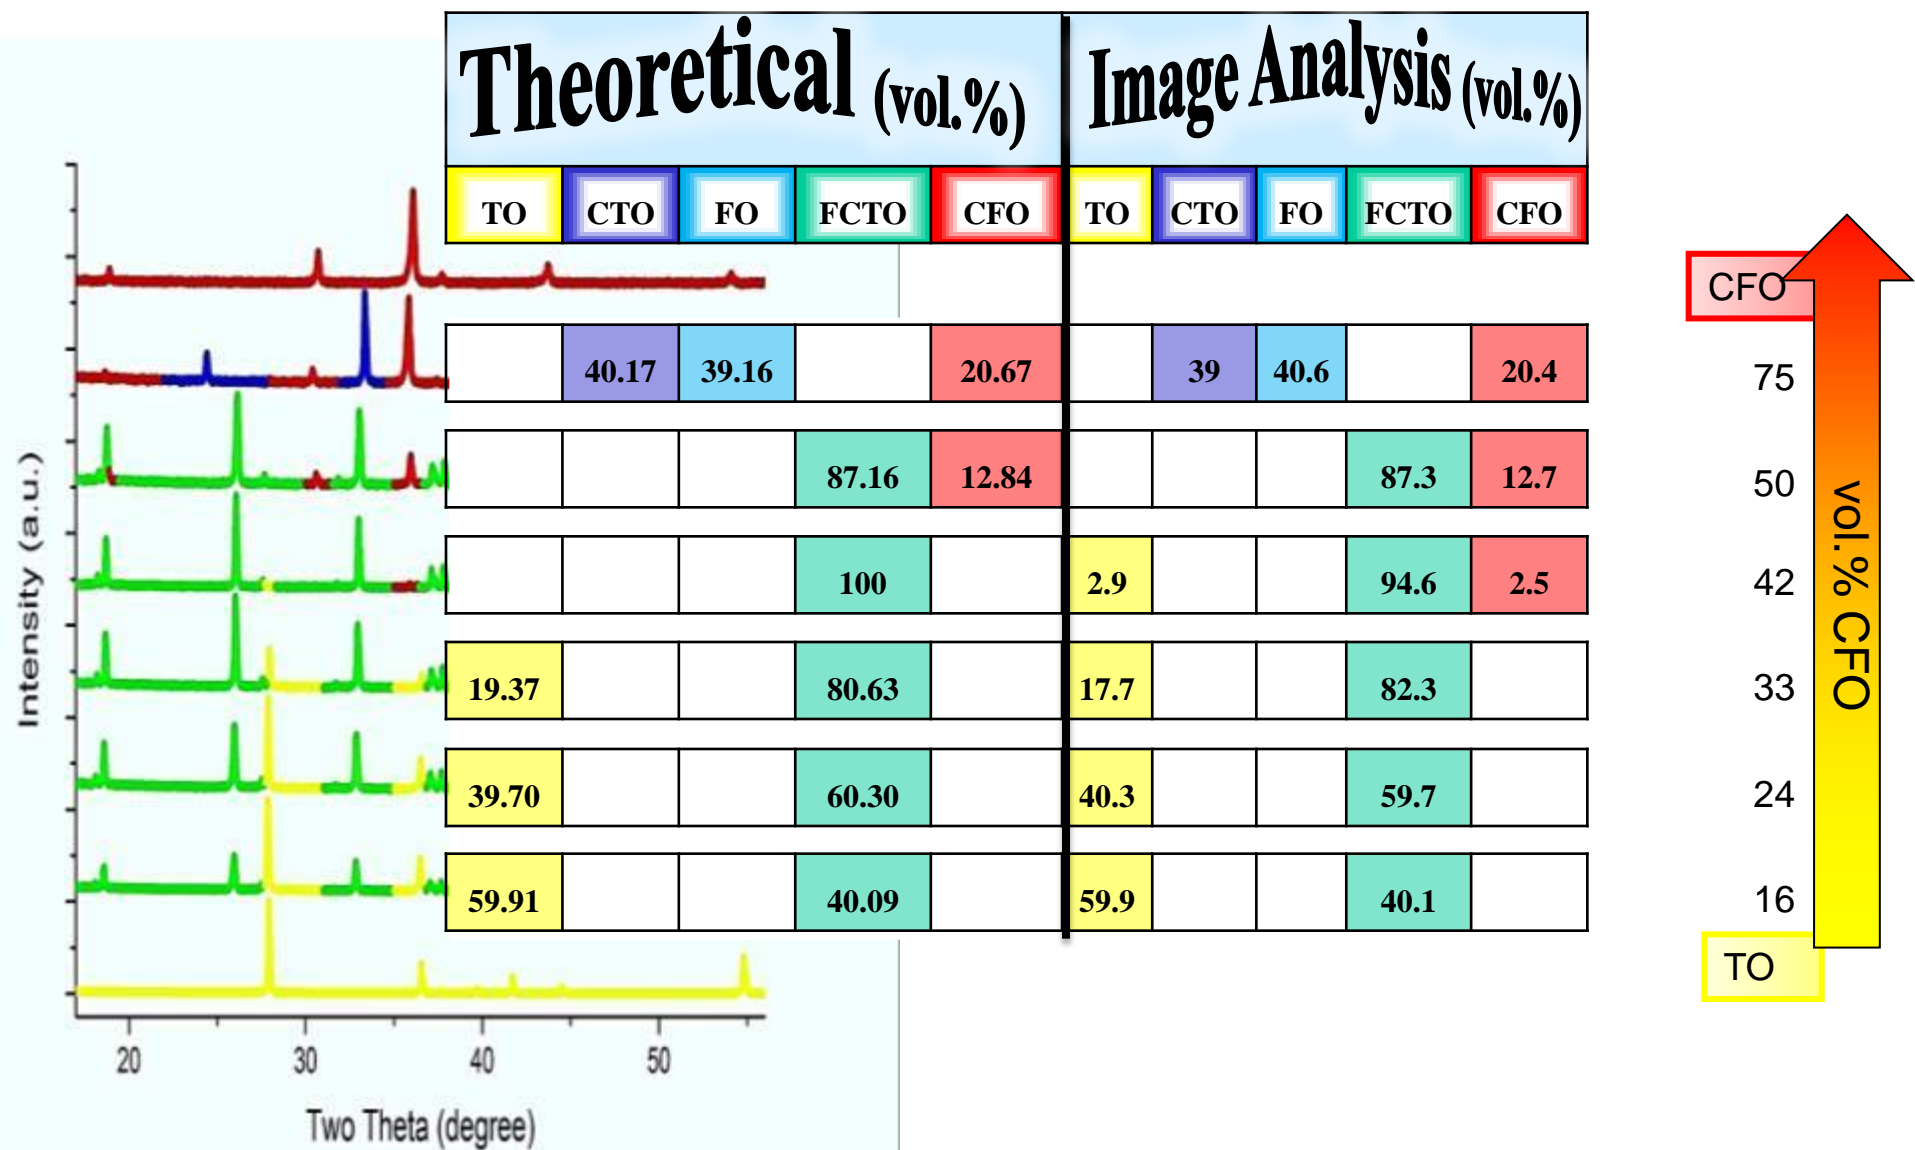 Theoretical (vol.%) Image Analysis (vol.%)
TO CTO FO FCTO CFO TO CTO FO FCTO CFO
CFO
40.17 39.16 20.67 39 40.6 20.4 75
87.16 12.84 87.3 12.7 50
100 2.9 94.6 2.5 42
19.37 80.63 17.7 82.3 33
39.70 60.30 40.3 59.7 24
59.91 40.09 59.9 40.1 16
TO
vol.% CFO
Intensity (a.u.)
20 30 40 50
Two Theta (degree)